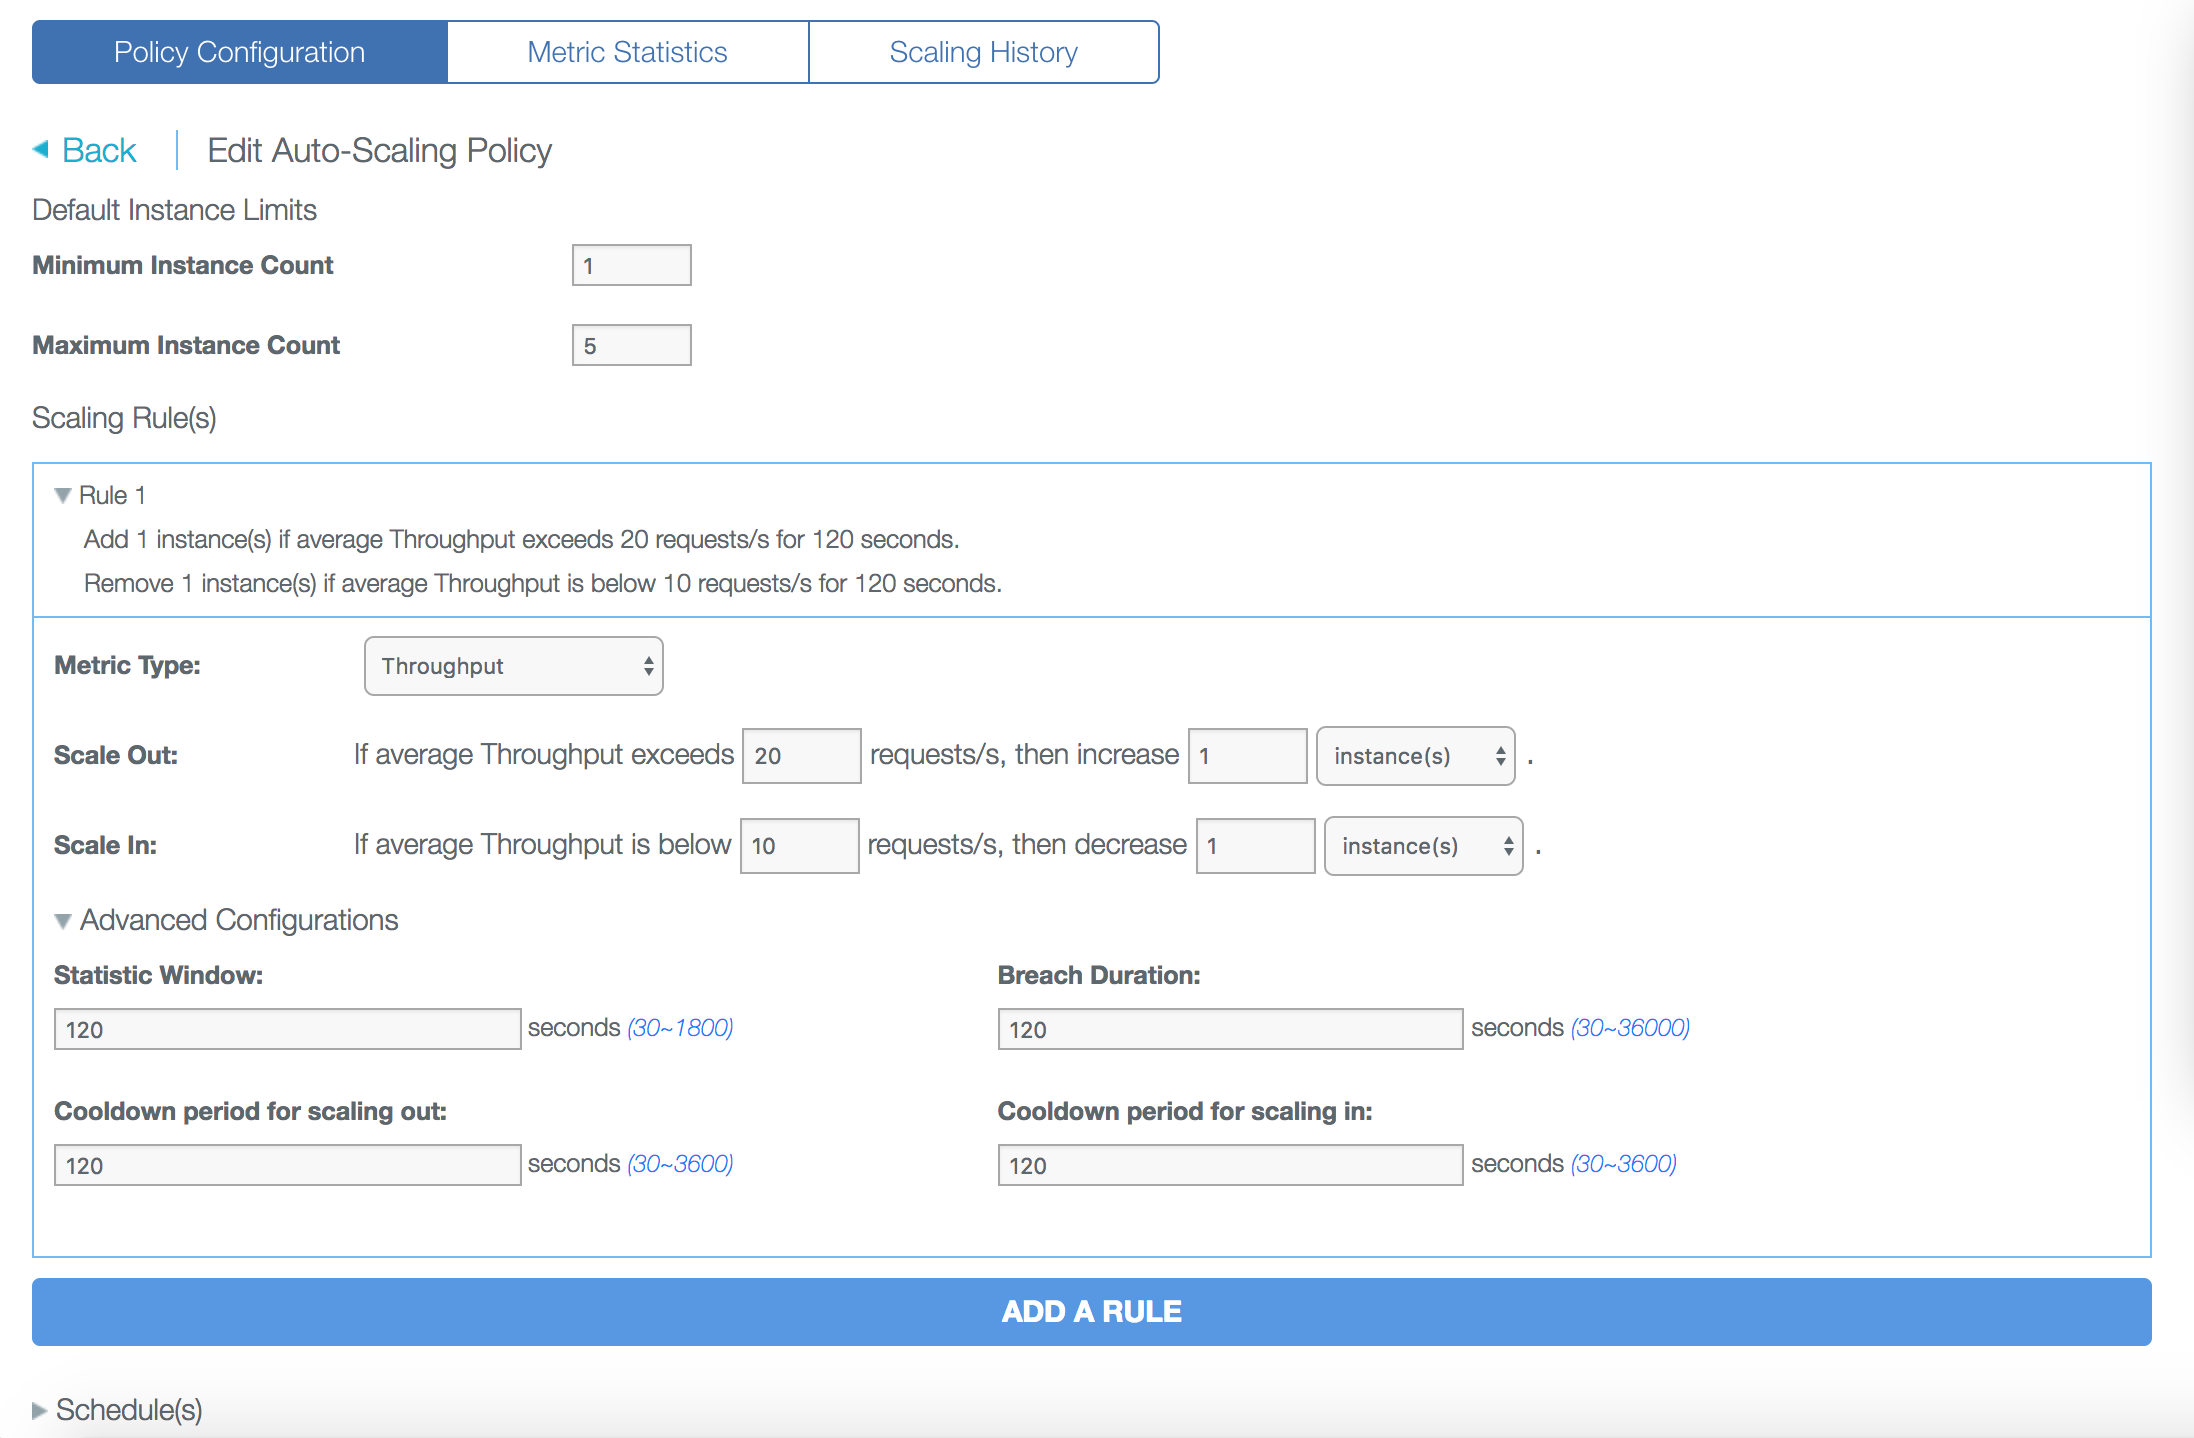 Policy Configuration Metric Statistics Scaling History
Back Edit Auto-Scaling Policy
Default Instance Limits
Minimum Instance Count 1
Maximum Instance Count 5
Scaling Rule(s)
Rule 1
Add 1 instance(s) if average Throughput exceeds 20 requests/s for 120 seconds.
Remove 1 instance(s) if average Throughput is below 10 requests/s for 120 seconds.
Metric Type: Throughput
Scale Out: If average Throughput exceeds 20 requests/s, then increase 1 instance(s) .
Scale In: If average Throughput is below 10 requests/s, then decrease 1 instance(s) .
Advanced Configurations
Statistic Window: Breach Duration:
120 seconds (30~1800) 120 seconds (30~36000)
Cooldown period for scaling out: Cooldown period for scaling in:
120 seconds (30~3600) 120 seconds (30~3600)
ADD A RULE
Schedule(s)